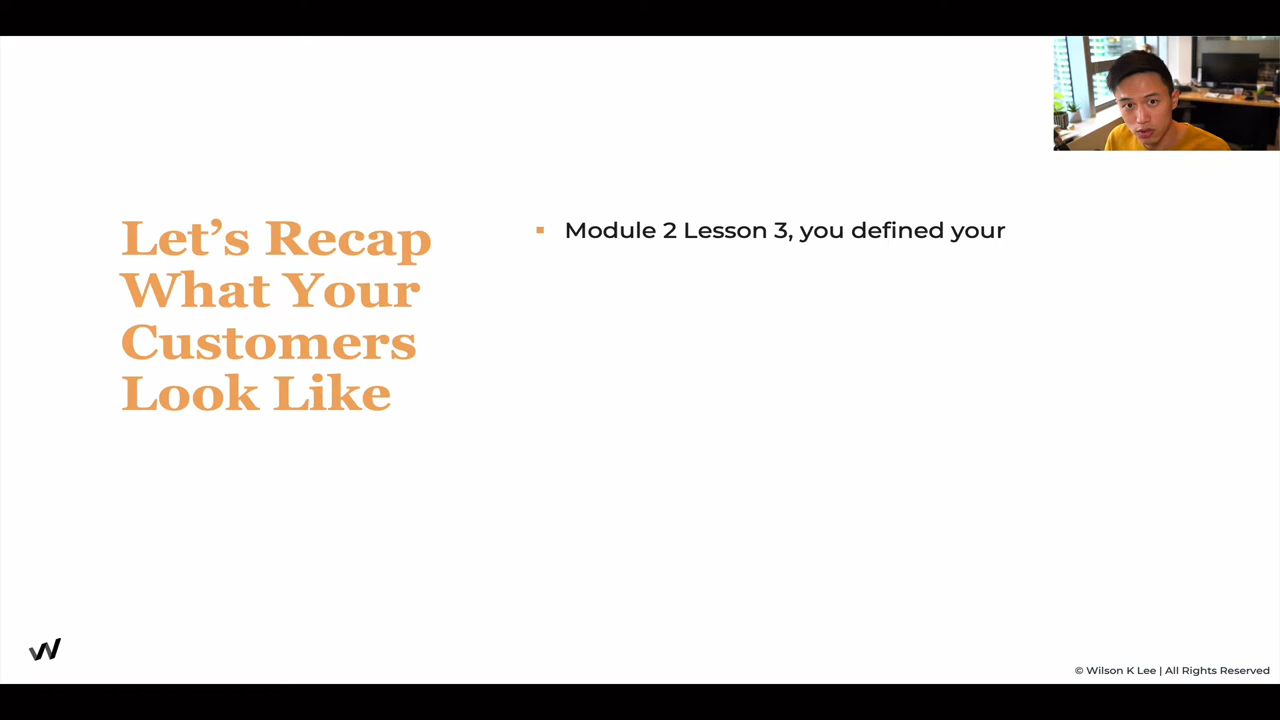 Let’s Recap
What Your
Customers
Look Like
Module 2 Lesson 3, you defined your
© Wilson K Lee | All Rights Reserved